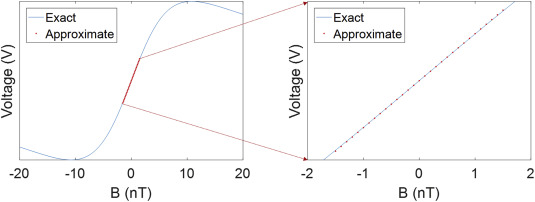 Exact
Approximate
Voltage (V)
-20 -10 0 10 20
B (nT)
Exact
Approximate
Voltage (V)
-2 -1 0 1 2
B (nT)